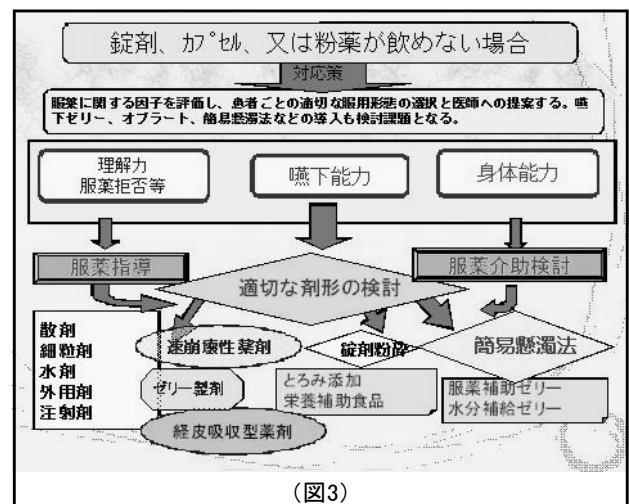 錠剤、カプセル、又は粉薬が飲めない場合
対応策
服薬に関する因子を評価し、患者ごとの適切な服用形態の選択と医師への提案する。嚥
下ゼリー、オブラート、簡易懸濁法などの導入も検討課題となる。
理解力
服薬拒否等
嚥下能力
身体能力
服薬指導
適切な剤形の検討
服薬介助検討
散剤
細粒剤
水剤
外用剤
注射剤
速崩壊性薬剤
ゼリー製剤
経皮吸収型薬剤
錠剤粉砕
とろみ添加
栄養補助食品
簡易懸濁法
服薬補助ゼリー
水分補給ゼリー
(図3)